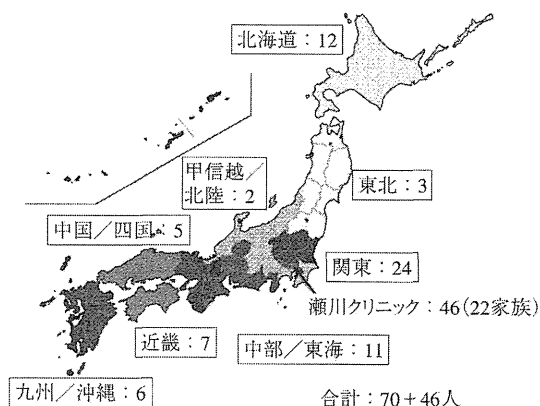 北海道：12
甲信越／
北陸：2
東北：3
中国／四国：5
関東：24
瀬川クリニック：46(22家族)
近畿：7
中部／東海：11
九州／沖縄：6
合計：70＋46人